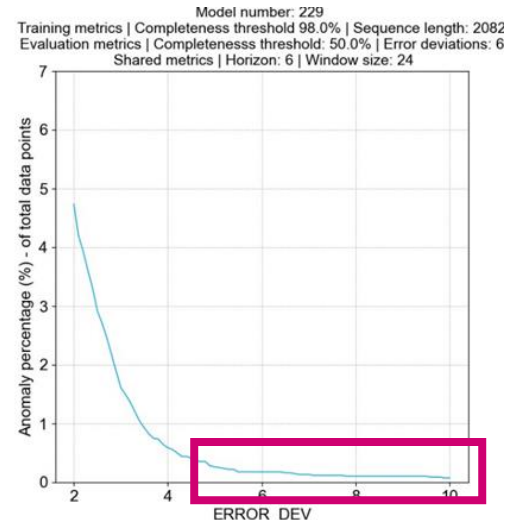 Model number: 229
Training metrics | Completeness threshold 98.0% | Sequence length: 2082
Evaluation metrics | Completenesss threshold: 50.0% | Error deviations: 6
Shared metrics | Horizon: 6 | Window size: 24
7
6
5
4
3
2
1
0
Anomaly percentage (%) - of total data points
2 4 6 8 10
ERROR_DEV